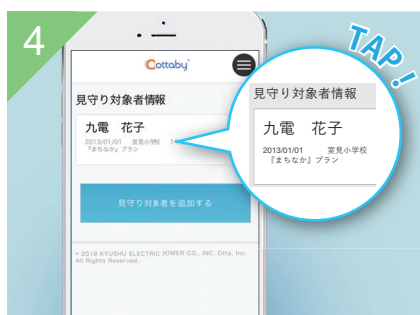 4
TAP!
Cottaby
見守り対象者情報
九電 花子
2013/01/01 室見小学校 1
『まちなか』プラン
見守り対象者を追加する
© 2018 KYUSHU ELECTRIC POWER CO., INC. Otta, Inc.
All Rights Reserved.
見守り対象者情報
九電 花子
2013/01/01 室見小学校
『まちなか』プラン